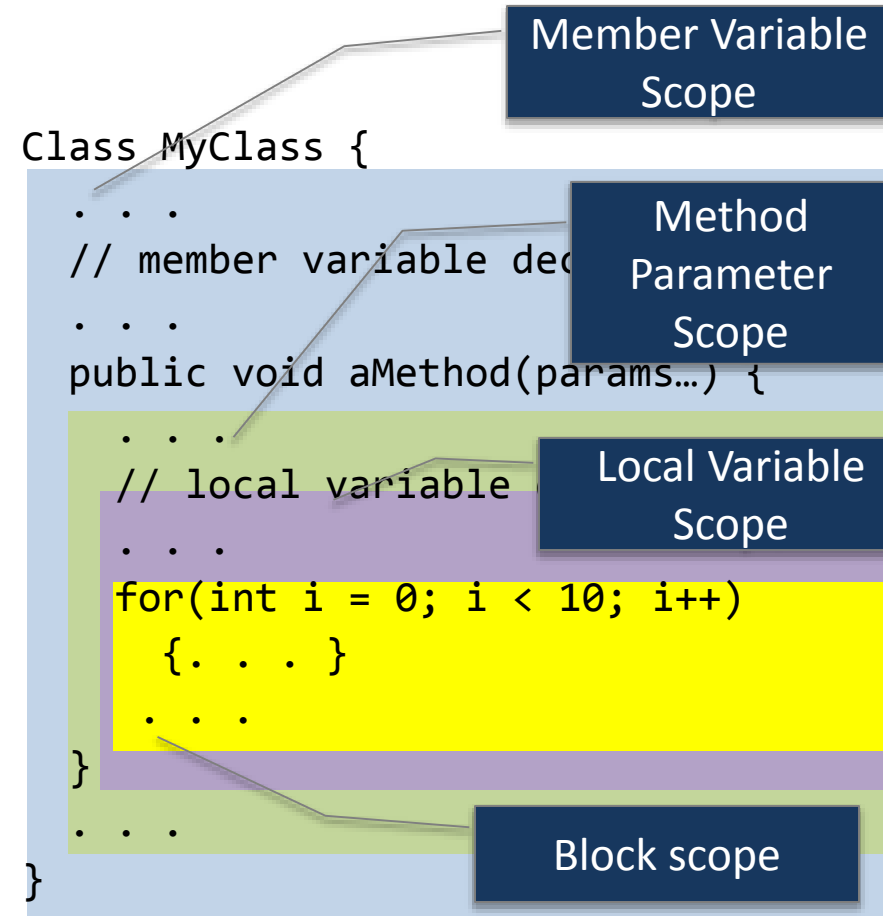 Member Variable
Scope
Class MyClass {
. . .
// member variable
Method
Parameter
Scope
. . .
public void aMethod(params…) {
. . .
// local variable
Local Variable
Scope
. . .
for(int i = 0; i < 10; i++)
{. . . }
. . .
}
. . .
Block scope
}